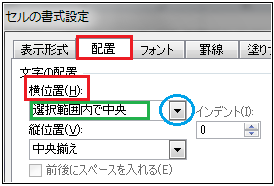 セルの書式設定
表示形式 配置 フォント 罫線
文字の配置
横位置(H):
選択範囲内で中央 インデント(I):
縦位置(V): 0
中央揃え
前後にスペースを入れる(E)